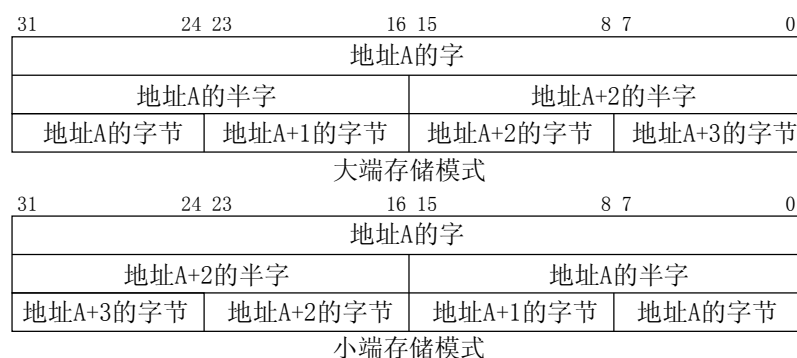 31 24 23 16 15 8 7 0
地址A的字
地址A的半字 地址A+2的半字
地址A的字节 地址A+1的字节 地址A+2的字节 地址A+3的字节
大端存储模式
31 24 23 16 15 8 7 0
地址A的字
地址A+2的半字 地址A的半字
地址A+3的字节 地址A+2的字节 地址A+1的字节 地址A的字节
小端存储模式